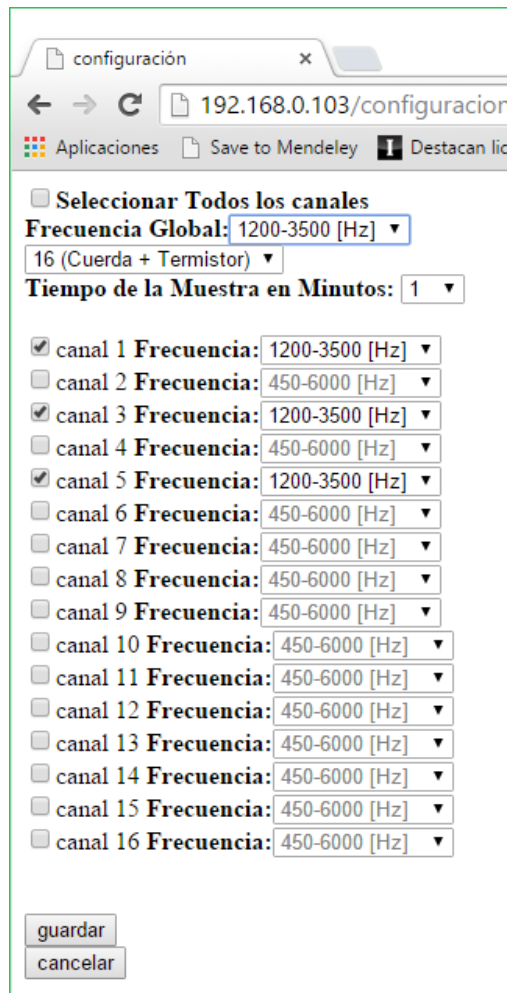 configuración
192.168.0.103/configuracion
Aplicaciones Save to Mendeley I Destacan lic
Seleccionar Todos los canales
Frecuencia Global: 1200-3500 [Hz]
16 (Cuerda + Termistor)
Tiempo de la Muestra en Minutos: 1
canal 1 Frecuencia: 1200-3500 [Hz]
canal 2 Frecuencia: 450-6000 [Hz]
canal 3 Frecuencia: 1200-3500 [Hz]
canal 4 Frecuencia: 450-6000 [Hz]
canal 5 Frecuencia: 1200-3500 [Hz]
canal 6 Frecuencia: 450-6000 [Hz]
canal 7 Frecuencia: 450-6000 [Hz]
canal 8 Frecuencia: 450-6000 [Hz]
canal 9 Frecuencia: 450-6000 [Hz]
canal 10 Frecuencia: 450-6000 [Hz]
canal 11 Frecuencia: 450-6000 [Hz]
canal 12 Frecuencia: 450-6000 [Hz]
canal 13 Frecuencia: 450-6000 [Hz]
canal 14 Frecuencia: 450-6000 [Hz]
canal 15 Frecuencia: 450-6000 [Hz]
canal 16 Frecuencia: 450-6000 [Hz]
guardar
cancelar